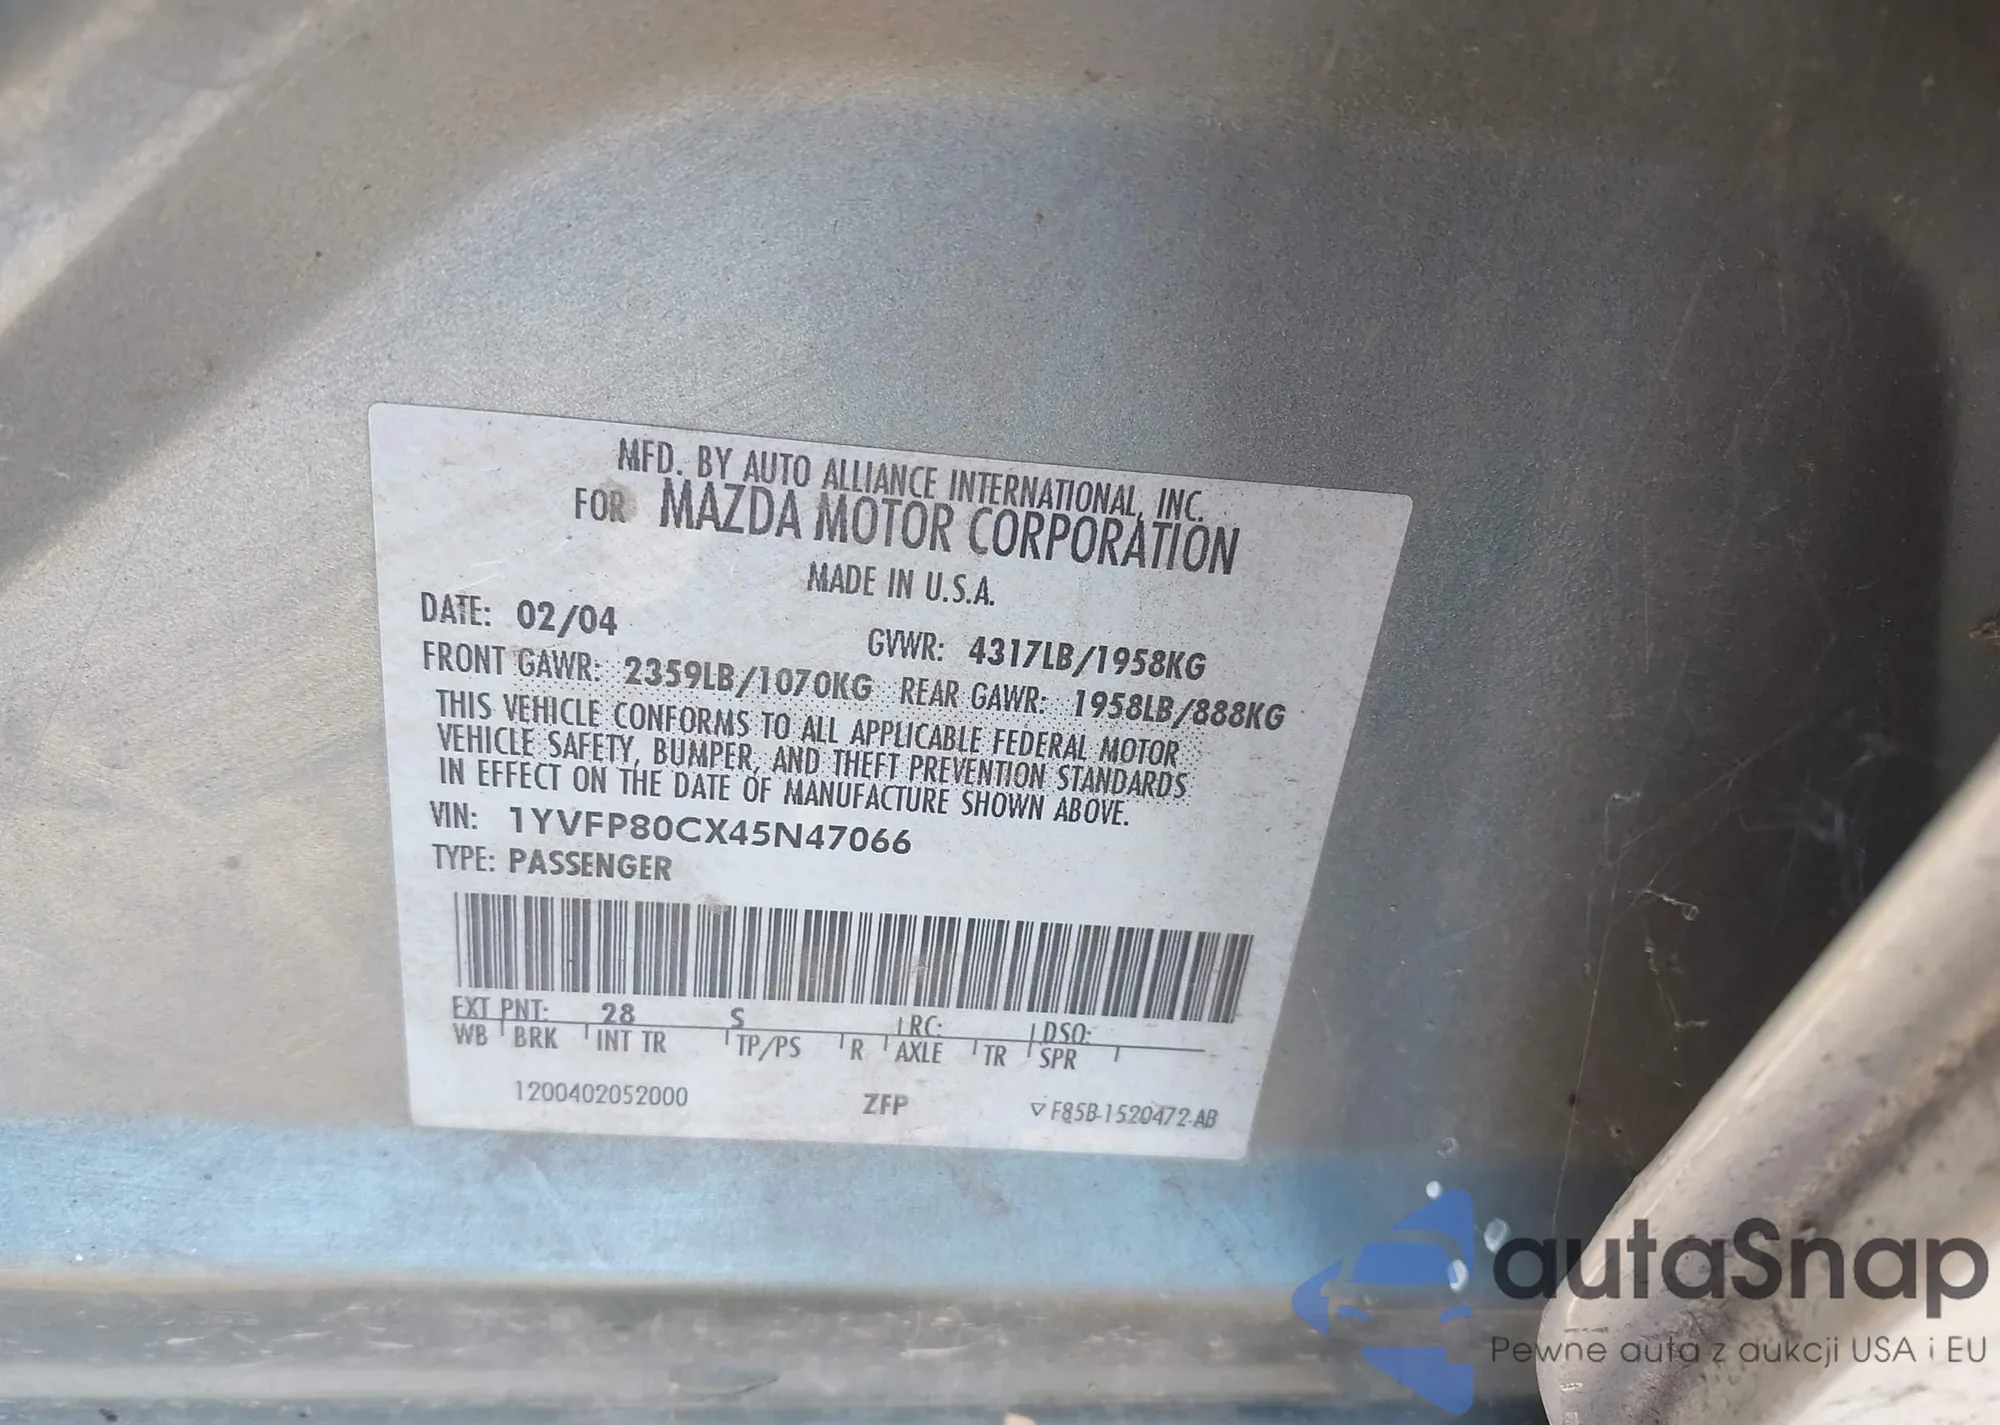 MFD. BY AUTO ALLIANCE INTERNATIONAL, INC.
FOR MAZDA MOTOR CORPORATION
MADE IN U.S.A.
DATE: 02/04 GVWR: 4317LB/1958KG
FRONT GAWR: 2359LB/1070KG REAR GAWR: 1958LB/888KG
THIS VEHICLE CONFORMS TO ALL APPLICABLE FEDERAL MOTOR
VEHICLE SAFETY, BUMPER, AND THEFT PREVENTION STANDARDS
IN EFFECT ON THE DATE OF MANUFACTURE SHOWN ABOVE.
VIN: 1YVFP80CX45N47066
TYPE: PASSENGER
EXT PNT: 28 S RC: DSO:
WB BRK INT TR TP/PS R AXLE TR SPR
1200402052000 ZFP F85B-1520472-AB
autaSnap
Pewne auta z aukcji USA i EU